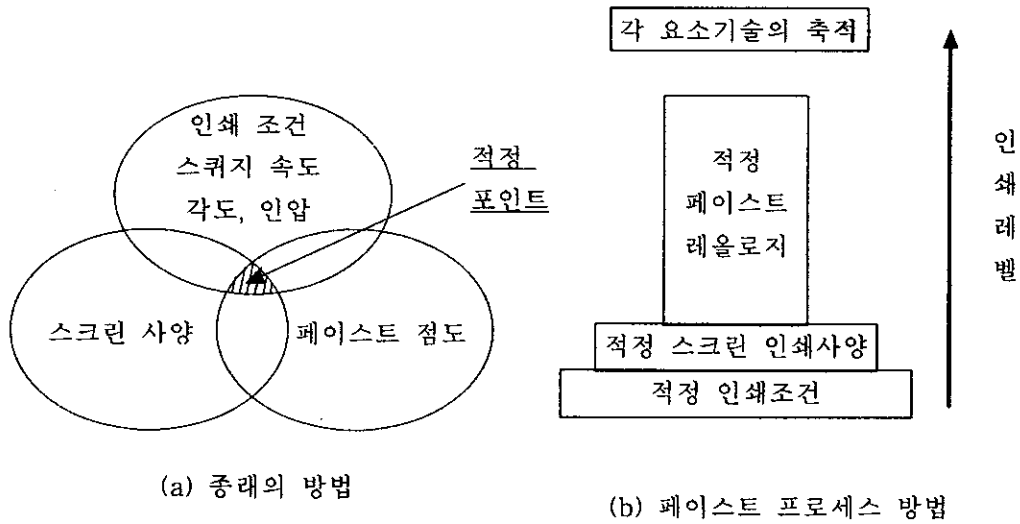 인쇄 조건
스퀴지 속도
각도, 인압
적정
포인트
스크린 사양
페이스트 점도
(a) 종래의 방법
각 요소기술의 축적
적정
페이스트
레올로지
적정 스크린 인쇄사양
적정 인쇄조건
인
쇄
레
벨
(b) 페이스트 프로세스 방법